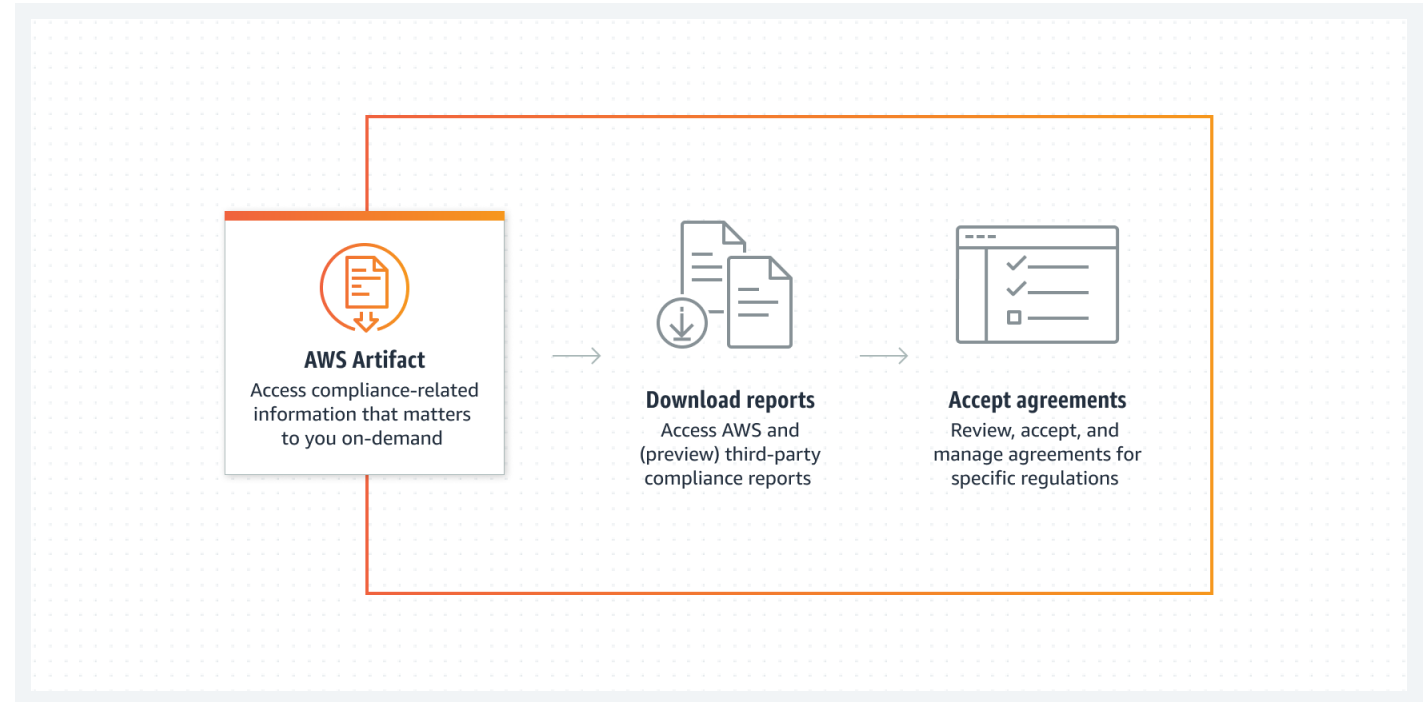 AWS Artifact
Access compliance-related
information that matters
to you on-demand
Download reports
Access AWS and
(preview) third-party
compliance reports
Accept agreements
Review, accept, and
manage agreements for
specific regulations